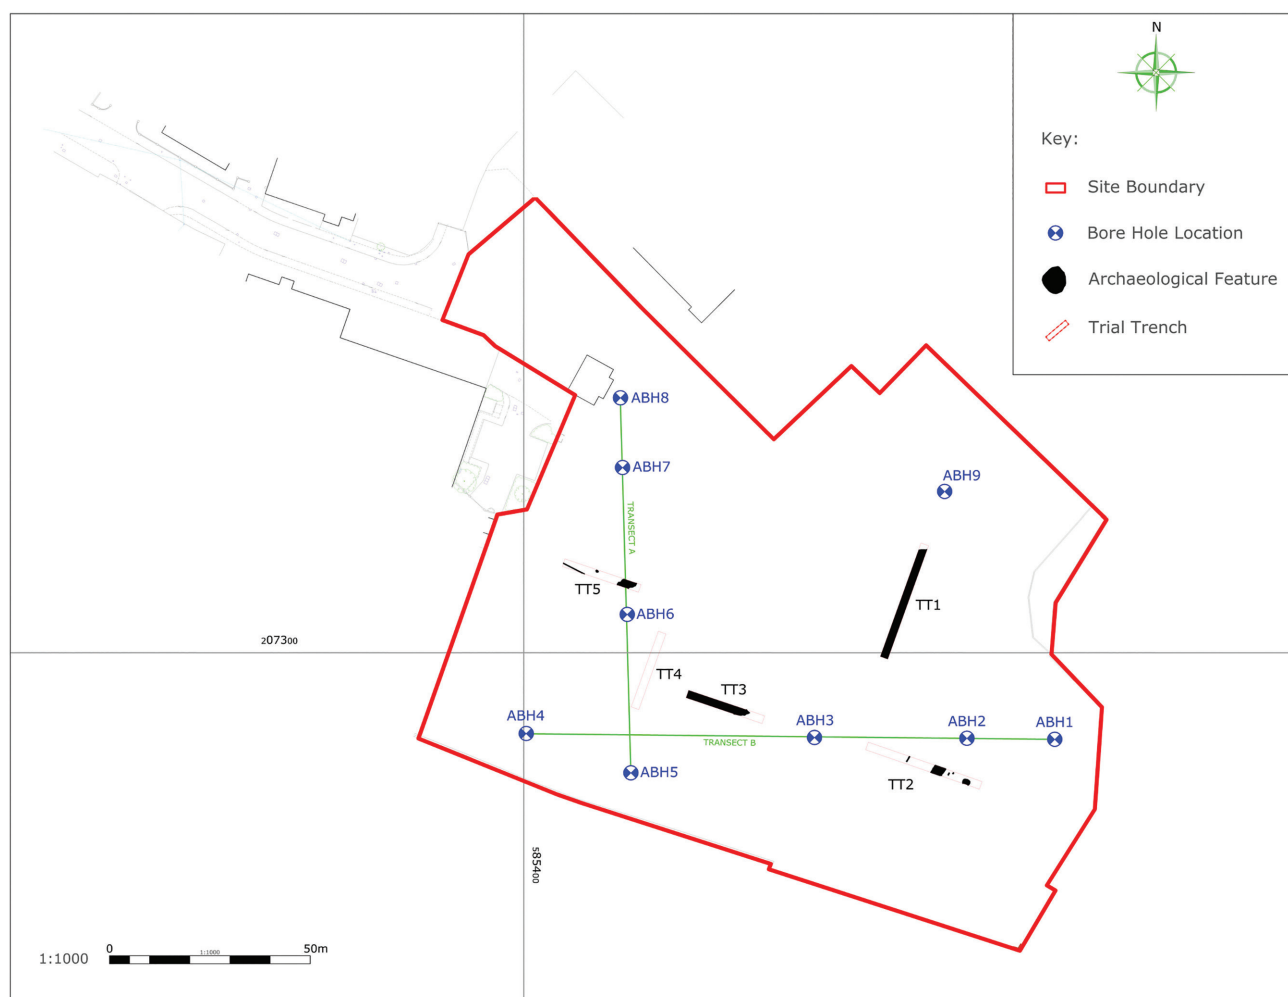 N
Key:
Site Boundary
Bore Hole Location
Archaeological Feature
Trial Trench
ABH8
ABH7
ABH9
TRANSECT A
TT5
TT1
ABH6
207300
TT4
TT3
ABH4
ABH3
ABH2
ABH1
TRANSECT B
ABH5
TT2
585400
0
50m
1:1000
1:1000